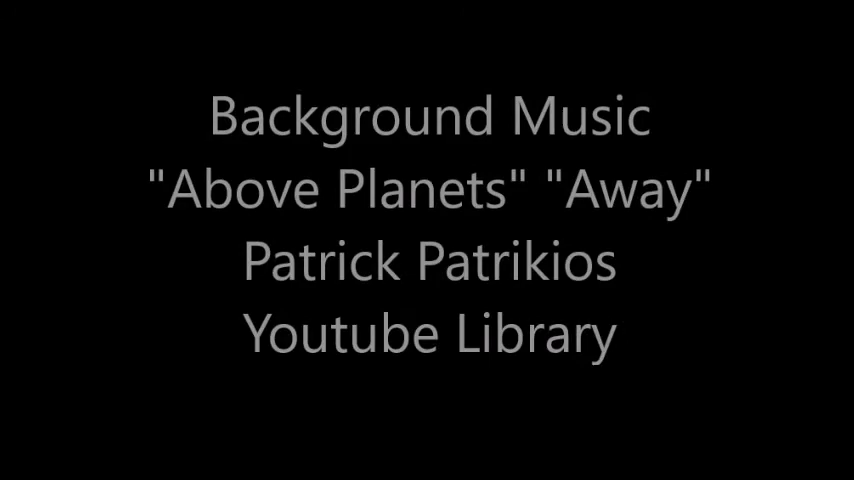 Background Music
"Above Planets" "Away"
Patrick Patrikios
Youtube Library